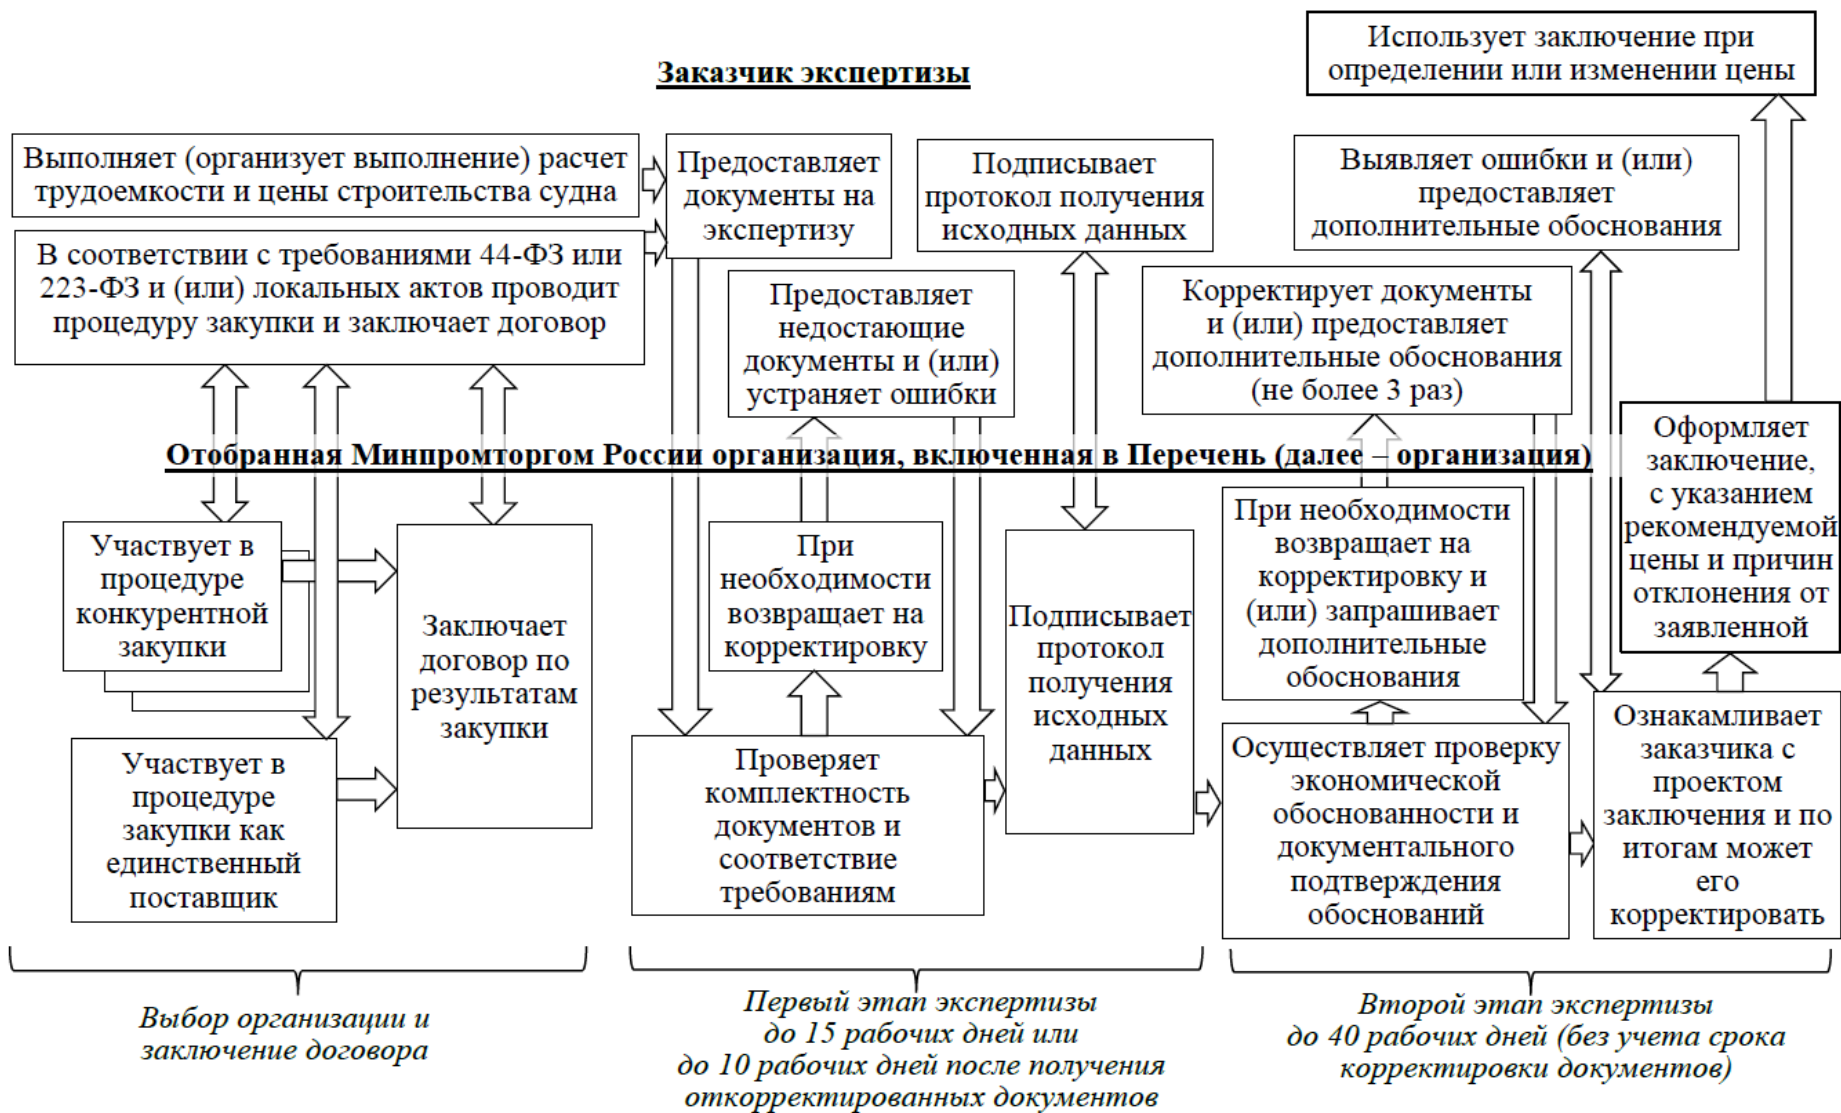 Использует заключение при
определении или изменении цены
Заказчик экспертизы
Выполняет (организует выполнение) расчет
трудоемкости и цены строительства судна
Предоставляет
документы на
экспертизу
Подписывает
протокол получения
исходных данных
Выявляет ошибки и (или)
предоставляет
дополнительные обоснования
В соответствии с требованиями 44-ФЗ или
223-ФЗ и (или) локальных актов проводит
процедуру закупки и заключает договор
Предоставляет
недостающие
документы и (или)
устраняет ошибки
Корректирует документы
и (или) предоставляет
дополнительные обоснования
(не более 3 раз)
Отобранная Минпромторгом России организация, включенная в Перечень (далее – организация)
Оформляет
заключение,
с указанием
рекомендуемой
цены и причин
отклонения от
заявленной
Участвует в
процедуре
конкурентной
закупки
Заключает
договор по
результатам
закупки
При
необходимости
возвращает на
корректировку
Подписывает
протокол
получения
исходных
данных
При необходимости
возвращает на
корректировку и
(или) запрашивает
дополнительные
обоснования
Участвует в
процедуре
закупки как
единственный
поставщик
Проверяет
комплектность
документов и
соответствие
требованиям
Осуществляет проверку
экономической
обоснованности и
документального
подтверждения
обоснований
Ознакамливает
заказчика с
проектом
заключения и по
итогам может
его
корректировать
Выбор организации и
заключение договора
Первый этап экспертизы
до 15 рабочих дней или
до 10 рабочих дней после получения
откорректированных документов
Второй этап экспертизы
до 40 рабочих дней (без учета срока
корректировки документов)